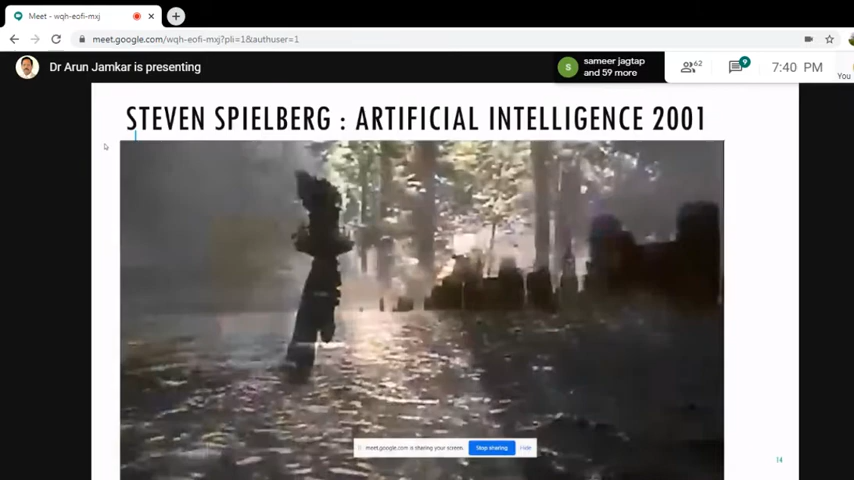 Meet - wqh-eofi-mxj
meet.google.com/wqh-eofi-mxj?pli=1&authuser=1
Dr Arun Jamkar is presenting
S
sameer jagtap
and 59 more
62
9
7:40 PM
You
STEVEN SPIELBERG : ARTIFICIAL INTELLIGENCE 2001
meet.google.com is sharing your screen.
Stop sharing
Hide
14